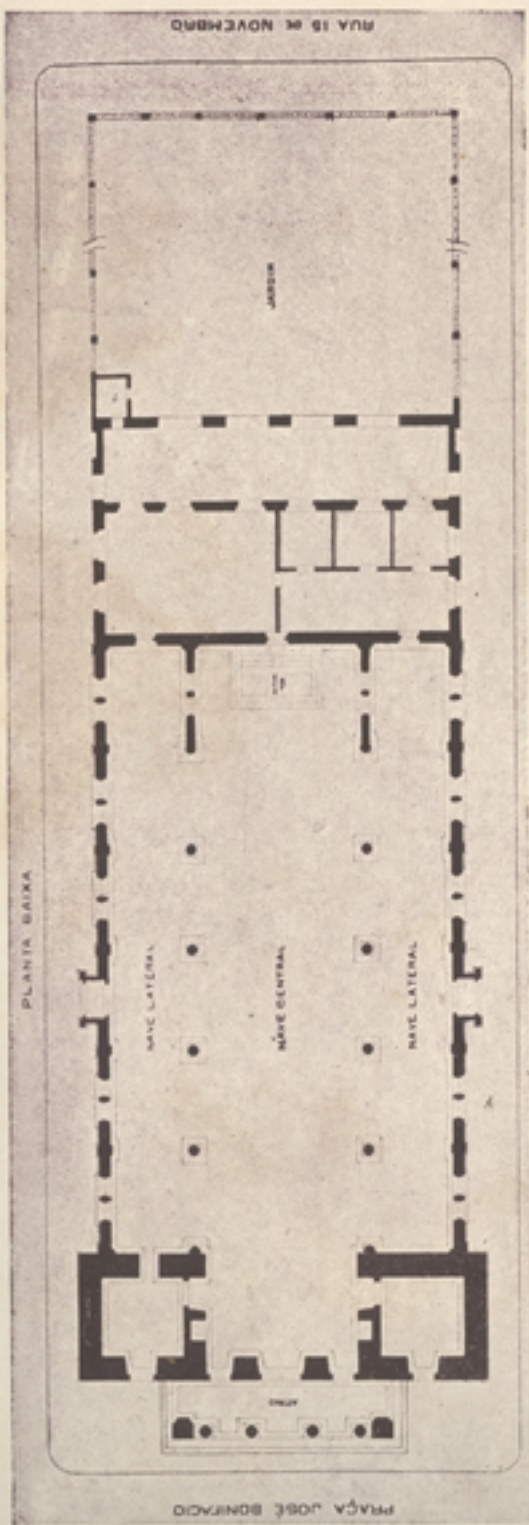 RUA 15 DE NOVEMBRO
JARDIM
PLANTA BAIXA
NAVE LATERAL
NAVE CENTRAL
NAVE LATERAL
PRAÇA JOSÉ BONIFACIO